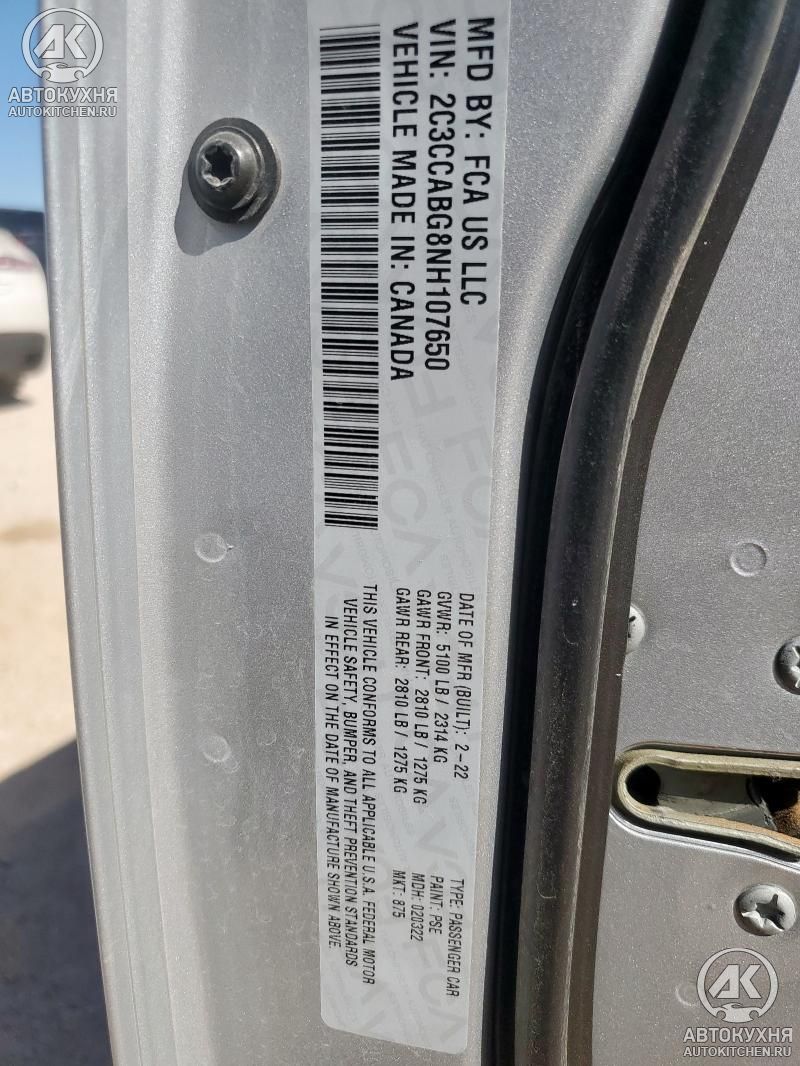 АК
АВТОКУХНЯ
AUTOKITCHEN.RU
MFD BY: FCA US LLC
VIN: 2C3CCABG8NH107650
VEHICLE MADE IN: CANADA
DATE OF MFR (BUILT): 2-22
GVWR: 5100 LB / 2314 KG
GAWR FRONT: 2810 LB / 1275 KG
GAWR REAR: 2810 LB / 1275 KG
THIS VEHICLE CONFORMS TO ALL APPLICABLE U.S.A. FEDERAL MOTOR
VEHICLE SAFETY, BUMPER, AND THEFT PREVENTION STANDARDS
IN EFFECT ON THE DATE OF MANUFACTURE SHOWN ABOVE.
TYPE: PASSENGER CAR
PAINT: PSE
MDH: 020322
MKT: 875
АК
АВТОКУХНЯ
AUTOKITCHEN.RU